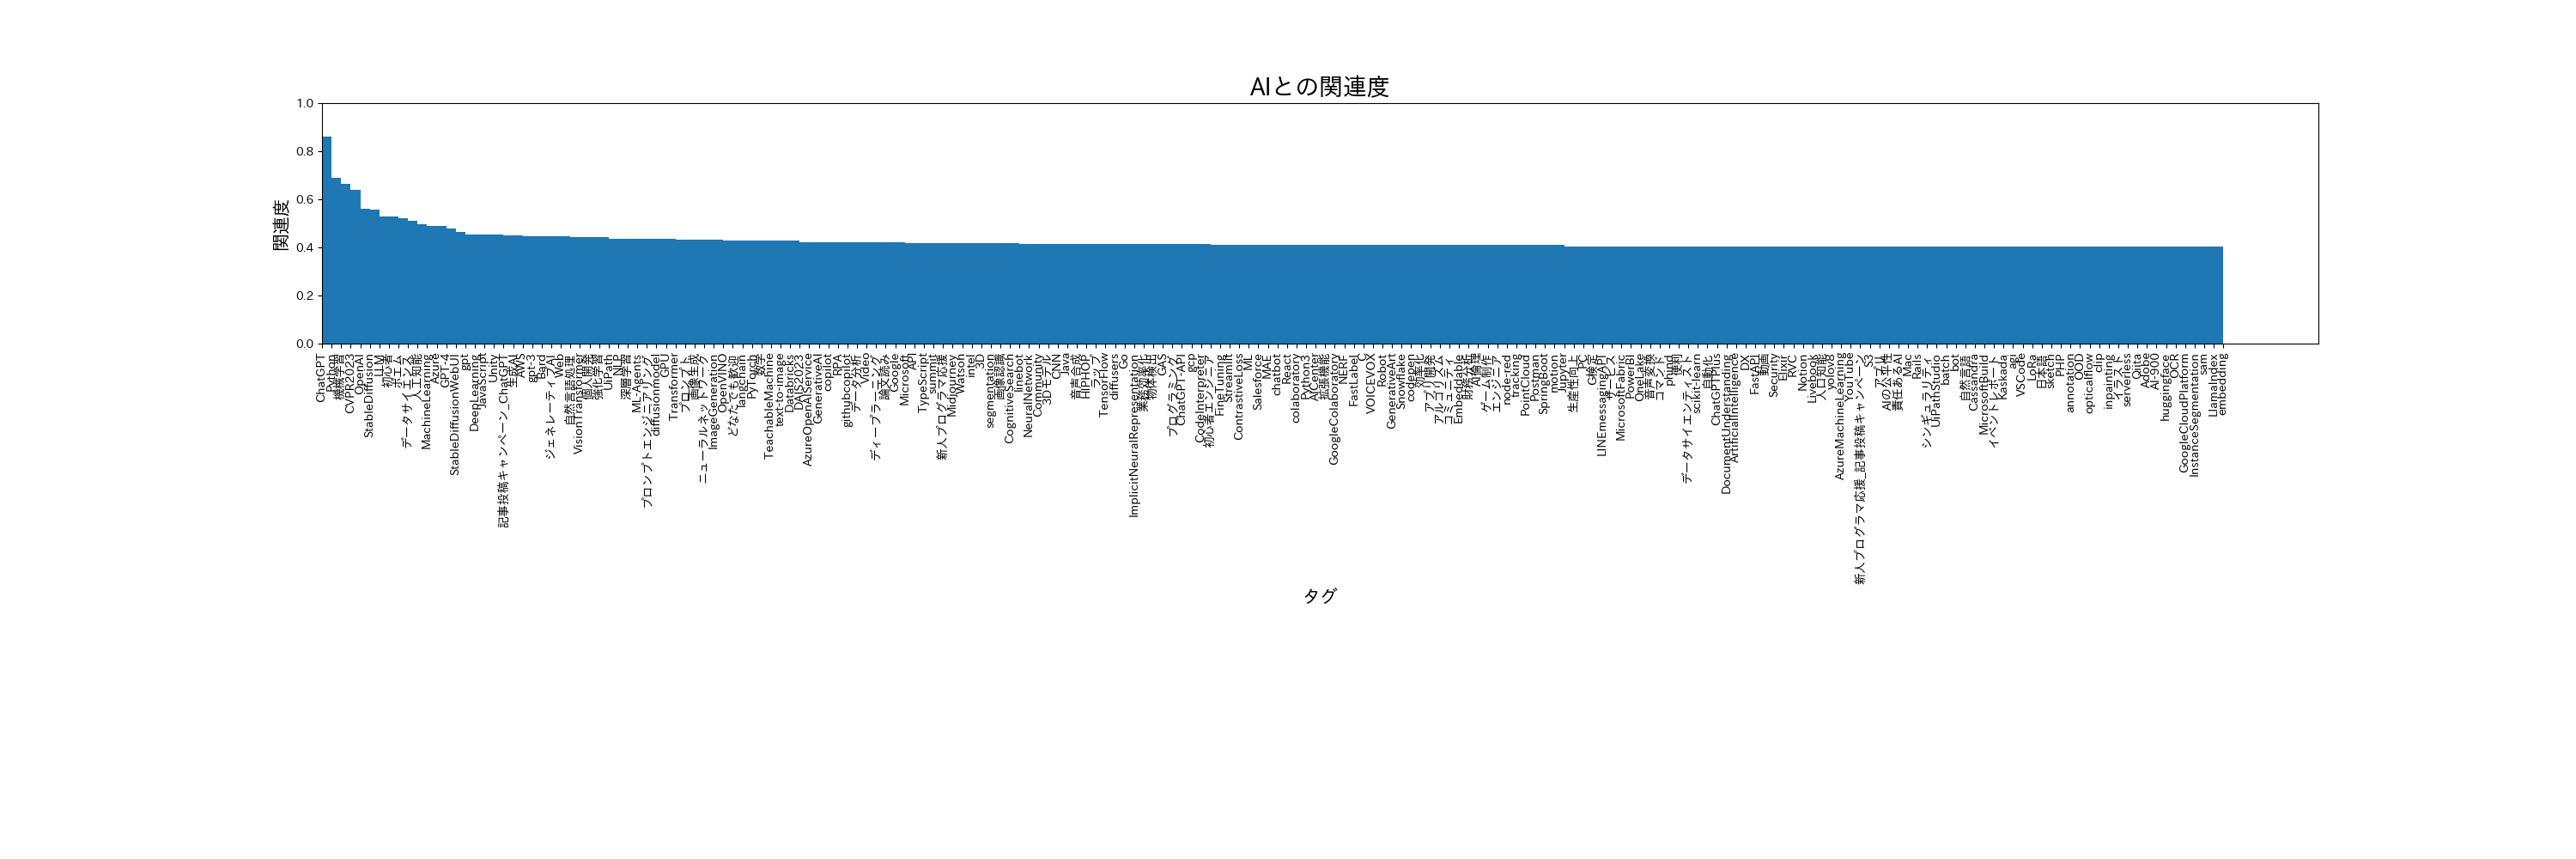 AIとの関連度
関連度
1.0
0.8
0.6
0.4
0.2
0.0
ChatGPT
Python
機械学習
CVPR2023
OpenAI
StableDiffusion
LLM
初心者
ポエム
データサイエンス
人工知能
MachineLearning
Azure
GPT-4
StableDiffusionWebUI
gpt
DeepLearning
JavaScript
Unity
記事投稿キャンペーン_ChatGPT
生成AI
AWS
gpt-3
Bard
ジェネレーティブAI
Web
自然言語処理
VisionTransformer
個人開発
強化学習
UiPath
NLP
深層学習
ML-Agents
プロンプトエンジニアリング
diffusionmodel
GPU
Transformer
プロンプト
画像生成
ニューラルネットワーク
ImageGeneration
OpenVINO
どなたでも歓迎
langchain
PyTorch
数学
TeachableMachine
text-to-image
Databricks
DAIS2023
AzureOpenAIService
GenerativeAI
copilot
RPA
githubcopilot
データ分析
Video
ディープラーニング
論文読み
Google
Microsoft
API
TypeScript
summit
新人プログラマ応援
Midjourney
Watson
intel
3D
segmentation
画像認識
CognitiveSearch
linebot
NeuralNetwork
Community
3Dモデル
CNN
Java
音声合成
HIPHOP
ラップ
TensorFlow
diffusers
Go
ImplicitNeuralRepresentation
業務効率化
物体検出
GAS
プログラミング
ChatGPT-API
gcp
CodeInterpreter
初心者エンジニア
FineTuning
Streamlit
ContrastiveLoss
ML
Salesforce
MAE
chatbot
React
colaboratory
Python3
AICenter
拡張機能
GoogleColaboratory
NERF
FastLabel
C
VOICEVOX
Robot
GenerativeArt
Snowflake
codepen
効率化
アプリ開発
アルゴリズム
コミュニティ
Embeddable
財務分析
AI倫理
ゲーム制作
エンジニア
node-red
tracking
PointCloud
Postman
SpringBoot
motion
Jupyter
生産性向上
PC
G検定
LINEmessagingAPI
サービス
MicrosoftFabric
PowerBI
OneLake
音声変換
コマンド
phind
便利
データサイエンティスト
scikit-learn
自動化
ChatGPTPlus
DocumentUnderstanding
ArtificialIntelligence
DX
FastAPI
動画
Security
Elixir
RVC
Notion
Livebook
人口知能
yolov8
AzureMachineLearning
YouTube
新人プログラマ応援_記事投稿キャンペーン
S3
AIの公平性
責任あるAI
Mac
Rails
シンギュラリティ
UiPathStudio
batch
bot
自然言語
Cassandra
MicrosoftBuild
イベントレポート
Kaskada
agi
VSCode
LoRa
日本語
sketch
PHP
annotation
OOD
opticalflow
clip
inpainting
イラスト
serverless
Qiita
Adobe
AI-900
huggingface
OCR
GoogleCloudPlatform
InstanceSegmentation
sam
LlamaIndex
embedding
タグ